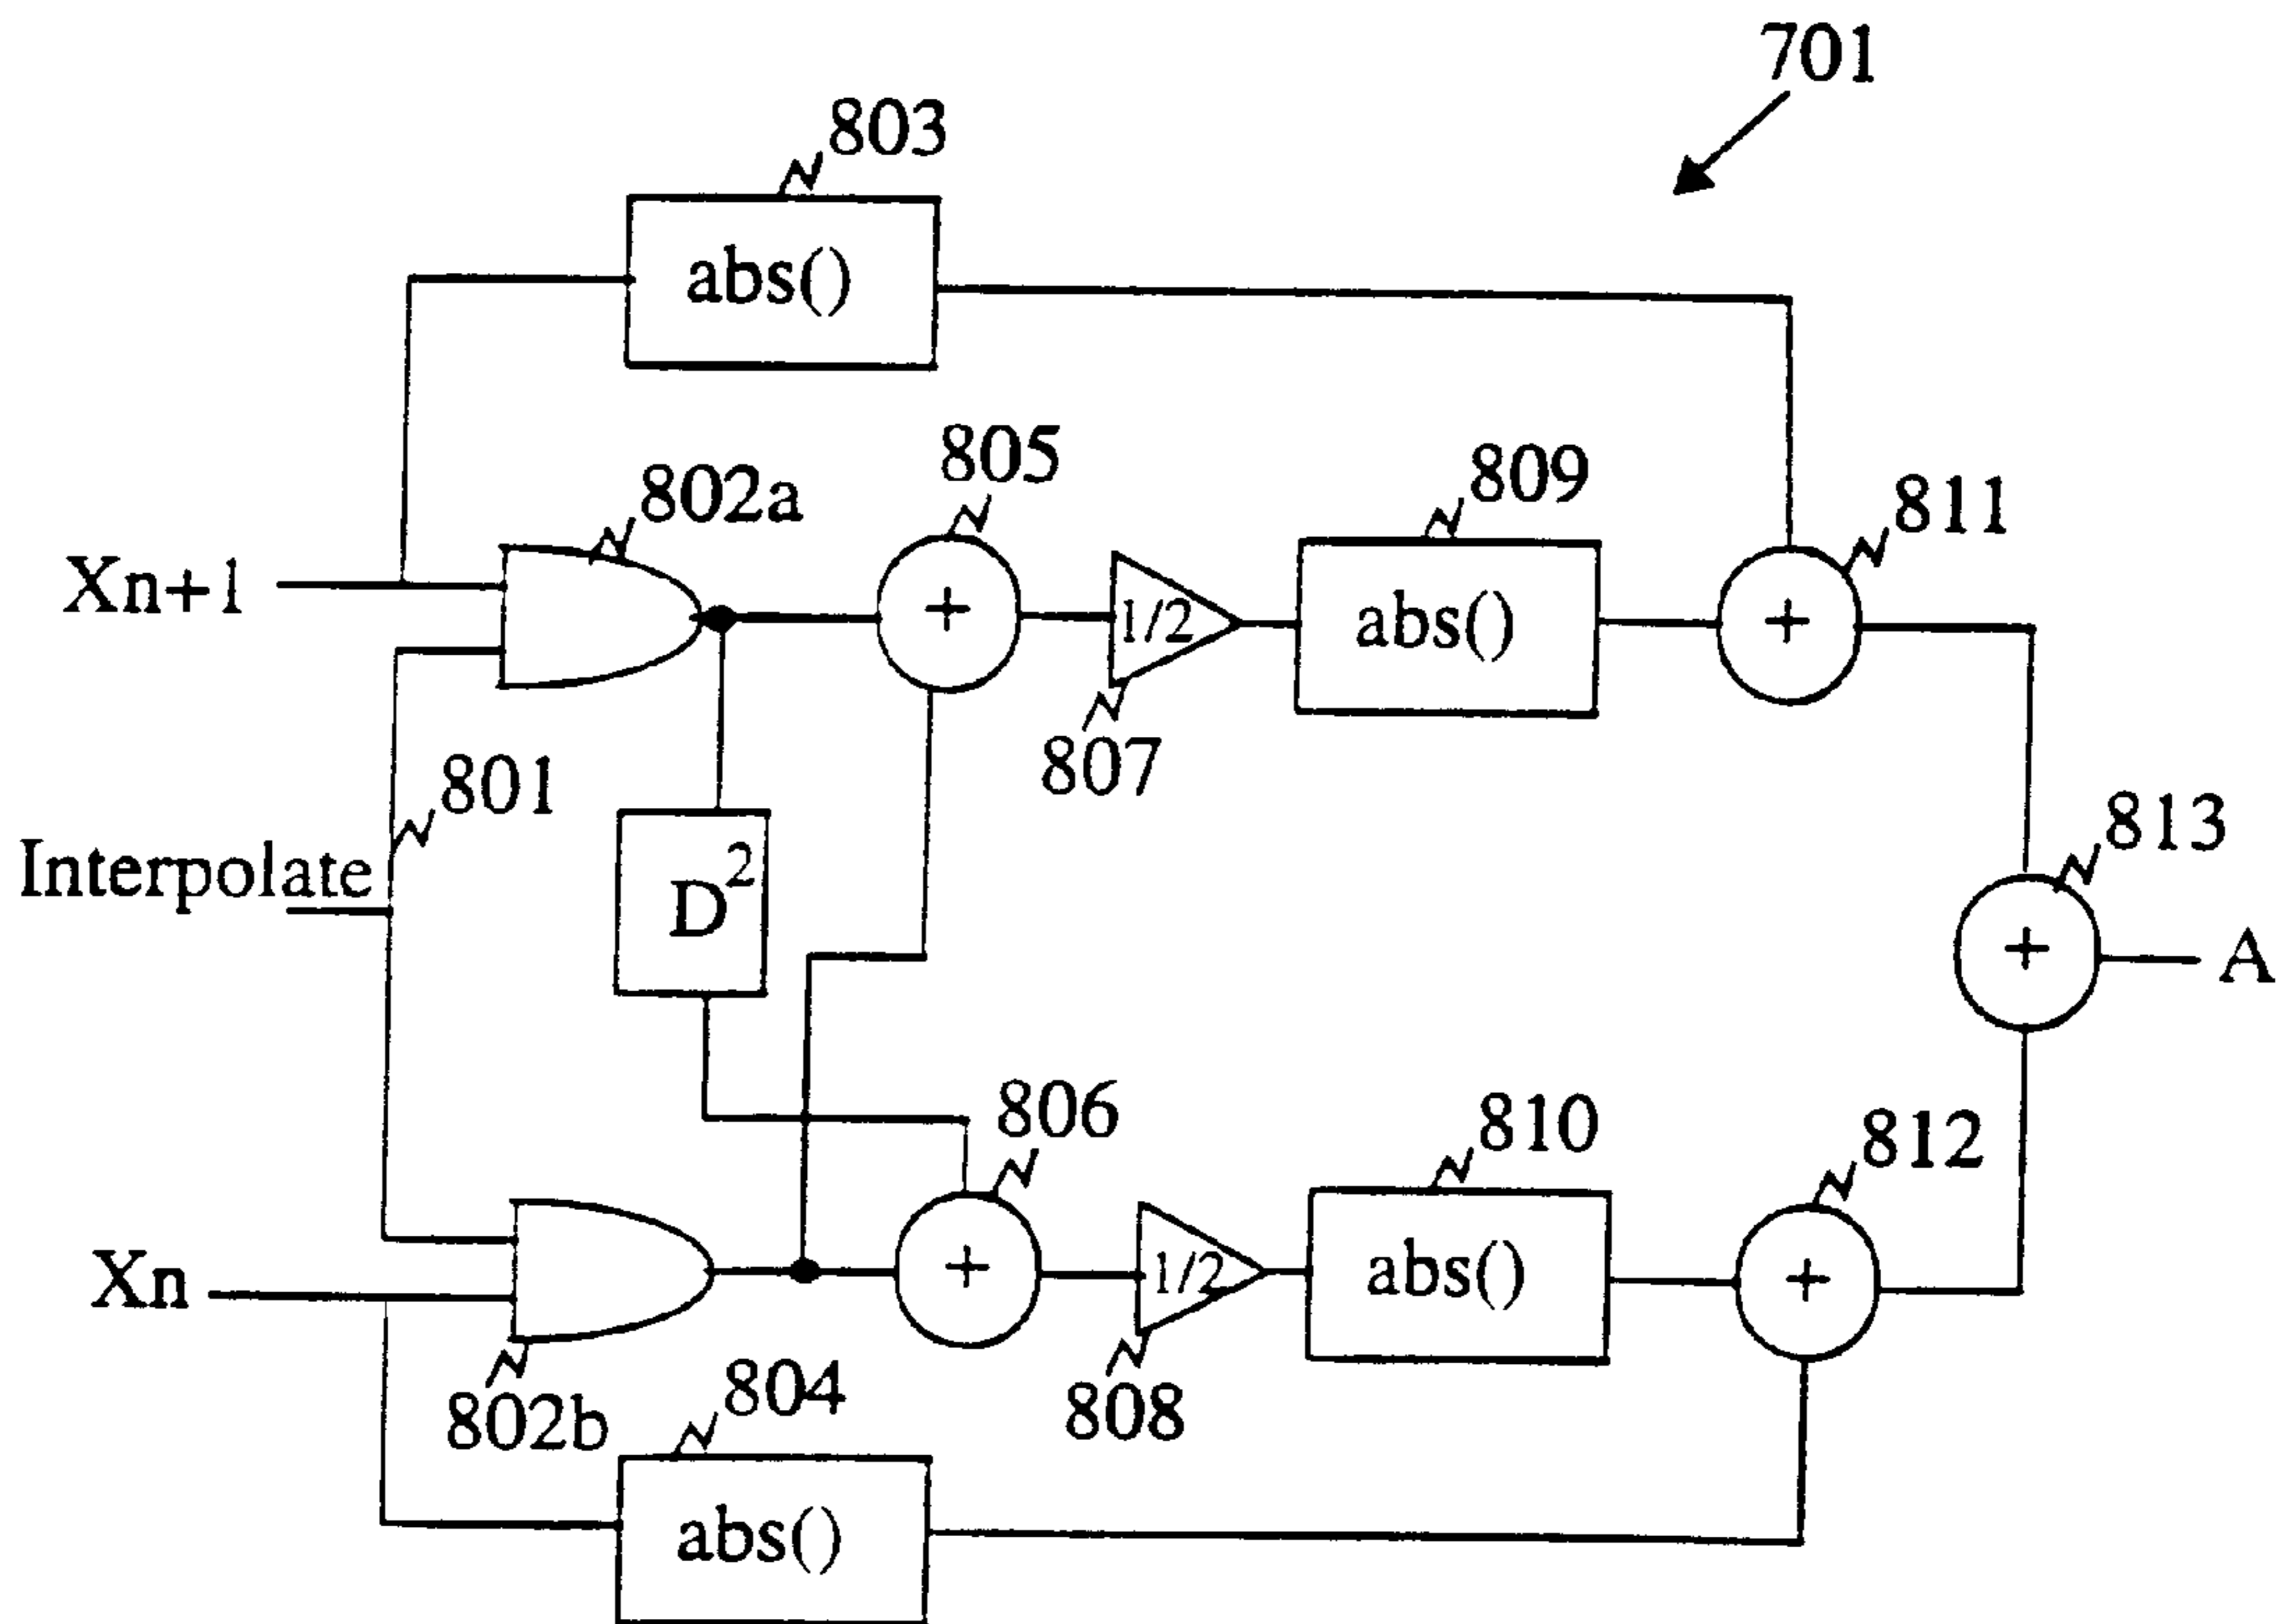 701
803
abs()
802a
805
809
811
Xn+1
+
1/2
abs()
+
807
801
813
Interpolate
D²
+
A
806
810
812
Xn
+
1/2
abs()
+
802b
804
808
abs()